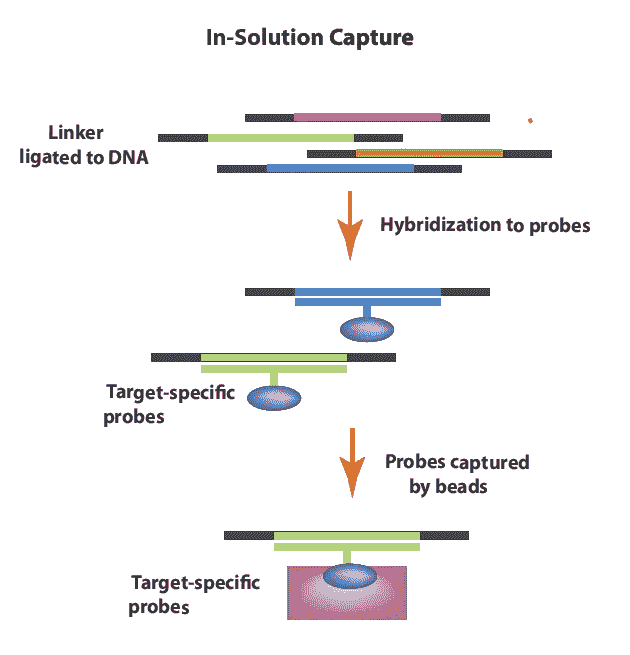 In-Solution Capture
Linker
ligated to DNA
Hybridization to probes
Target-specific
probes
Probes captured
by beads
Target-specific
probes